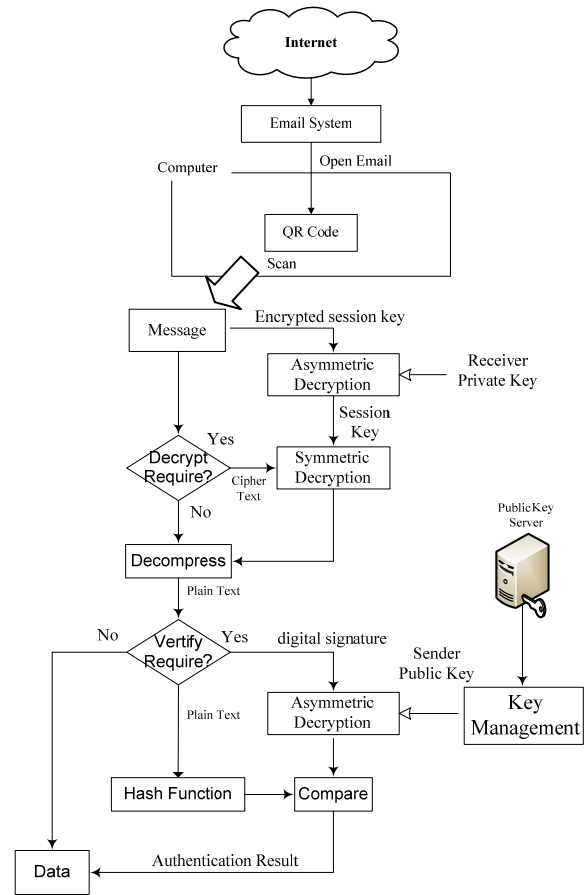 Internet
Email System
Open Email
Computer
QR Code
Scan
Message
Encrypted session key
Asymmetric
Decryption
Receiver
Private Key
Session
Key
Decrypt
Require?
Yes
Cipher
Text
Symmetric
Decryption
No
Decompress
Plain Text
PublicKey
Server
No
Vertify
Require?
Yes
digital signature
Sender
Public Key
Plain Text
Asymmetric
Decryption
Key
Management
Hash Function
Compare
Authentication Result
Data